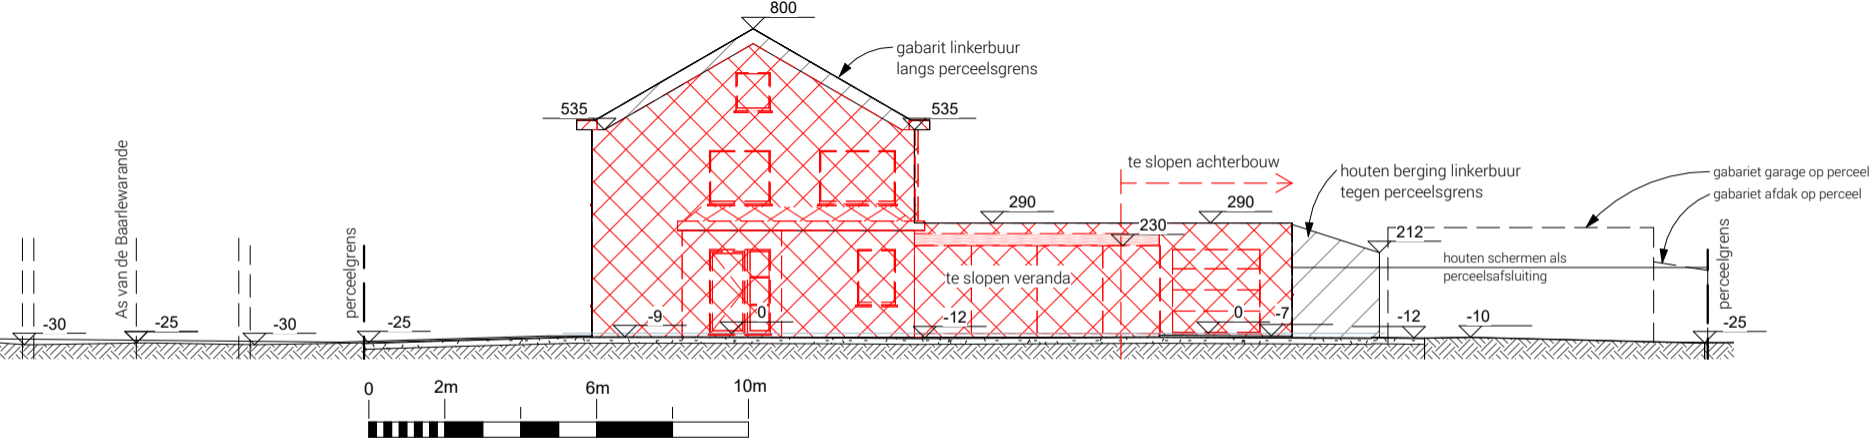 800
gabarit linkerbuur
langs perceelsgrens
535
535
As van de Baarlewarande
te slopen achterbouw
houten berging linkerbuur
tegen perceelsgrens
gabariet garage op perceel
gabariet afdak op perceel
290
290
230
212
perceelgrens
perceelgrens
houten schermen als
perceelsafsluiting
te slopen veranda
-30
-25
-30
-25
-9
0
-12
0
-7
-12
-10
-25
0
2m
6m
10m